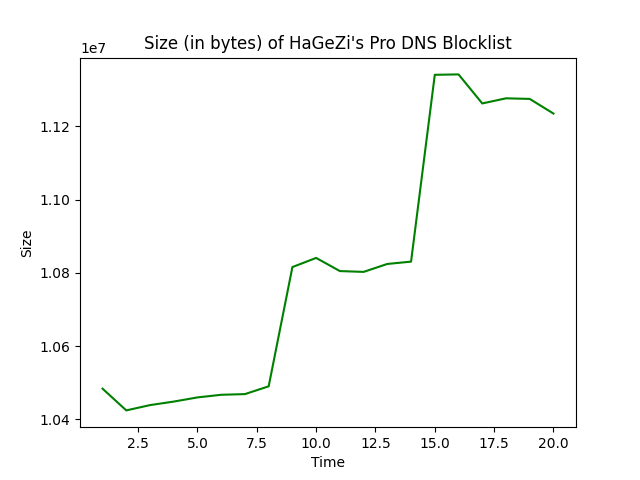 Size (in bytes) of HaGeZi's Pro DNS Blocklist
1e7
1.12
1.10
1.08
1.06
1.04
Size
2.5 5.0 7.5 10.0 12.5 15.0 17.5 20.0
Time